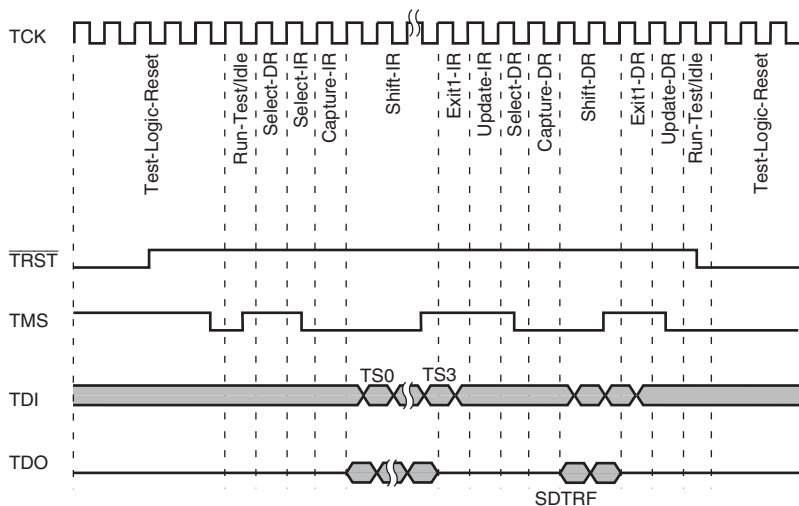 TCK
Test-Logic-Reset
Run-Test/Idle
Select-DR
Select-IR
Capture-IR
Shift-IR
Exit1-IR
Update-IR
Select-DR
Capture-DR
Shift-DR
Exit1-DR
Update-DR
Run-Test/Idle
Test-Logic-Reset
TRST
TMS
TS0
TS3
TDI
TDO
SDTRF